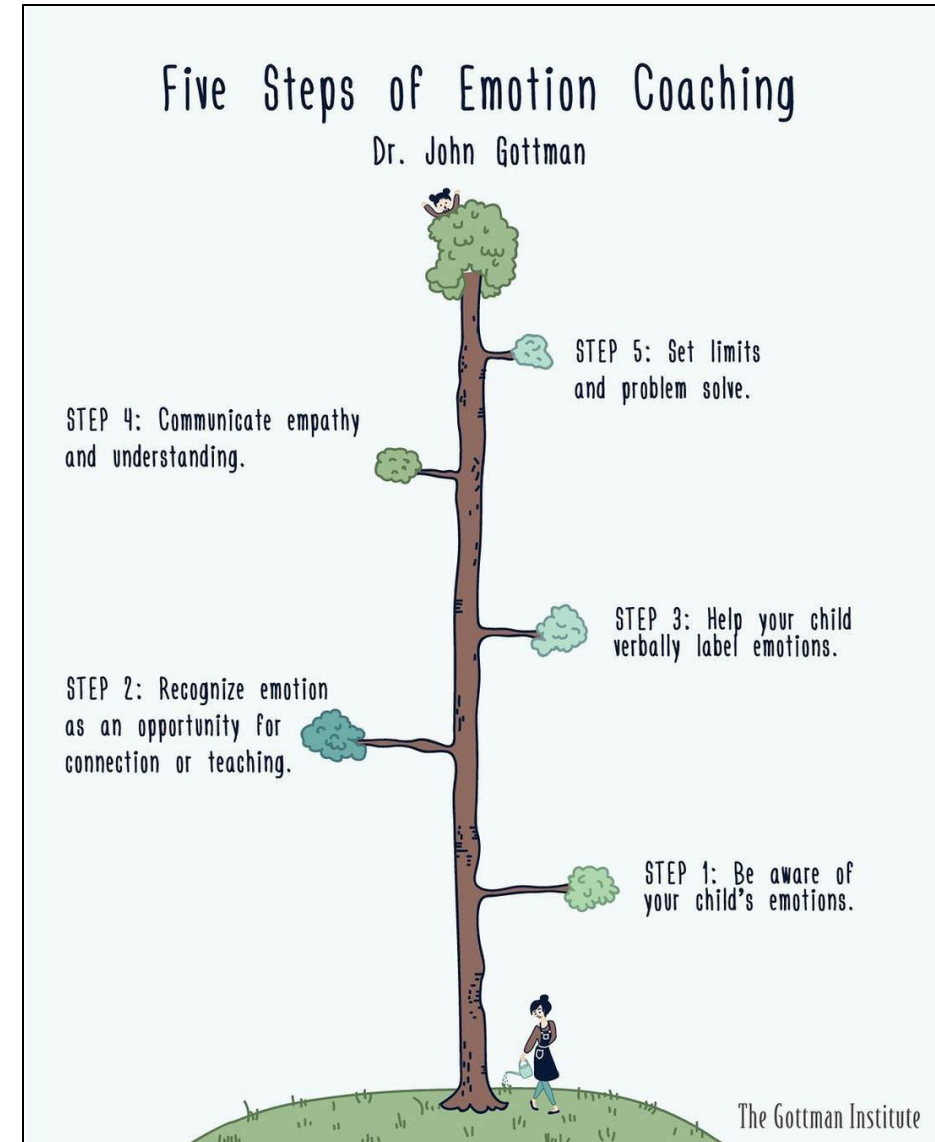 Five Steps of Emotion Coaching
Dr. John Gottman
STEP 5: Set limits
and problem solve.
STEP 4: Communicate empathy
and understanding.
STEP 3: Help your child
verbally label emotions.
STEP 2: Recognize emotion
as an opportunity for
connection or teaching.
STEP 1: Be aware of
your child's emotions.
The Gottman Institute